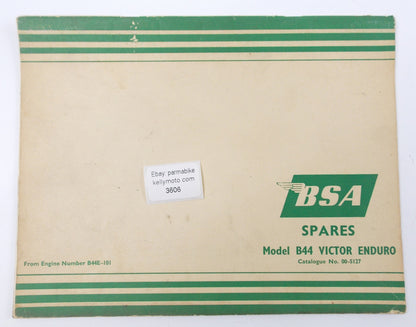 Ebay parmabike
kellymoto.com
3606
BSA
SPARES
Model B44 VICTOR ENDURO
Catalogue No. 00-5127
From Engine Number B44E-101